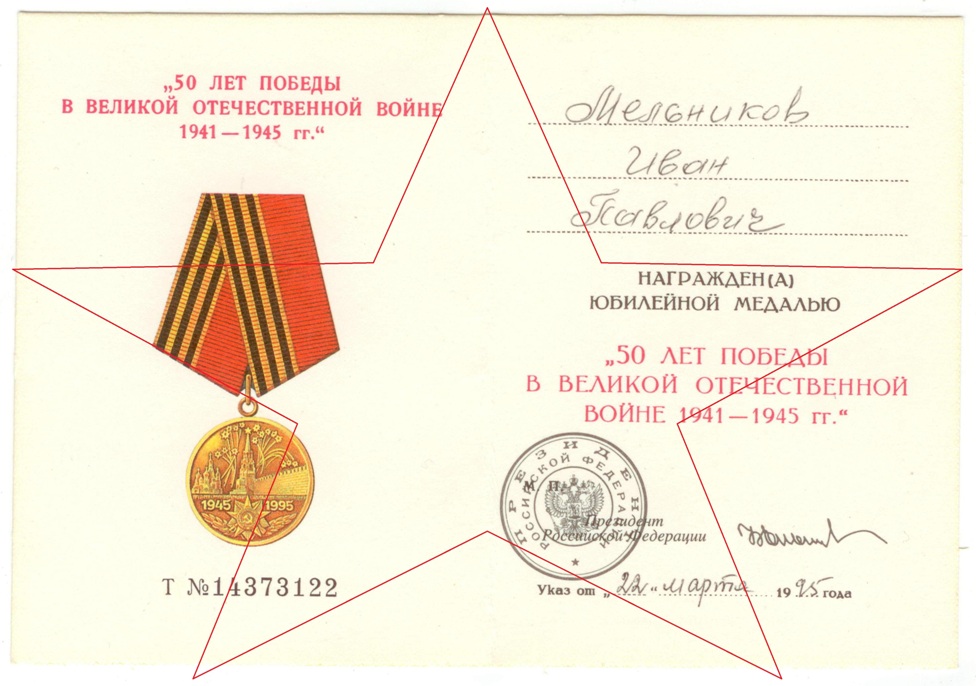 „50 ЛЕТ ПОБЕДЫ
В ВЕЛИКОЙ ОТЕЧЕСТВЕННОЙ ВОЙНЕ
1941—1945 гг.“
1945 1995
Т №14373122
Мельников
Иван
Павлович
НАГРАЖДЕН(А)
ЮБИЛЕЙНОЙ МЕДАЛЬЮ
„50 ЛЕТ ПОБЕДЫ
В ВЕЛИКОЙ ОТЕЧЕСТВЕННОЙ
ВОЙНЕ 1941—1945 гг.“
ПРЕЗИДЕН
РОССИЙСКОЙ ФЕДЕРАЦИИ
М. П.
Президент
Российской Федерации
Указ от „22“ марта 1995 года